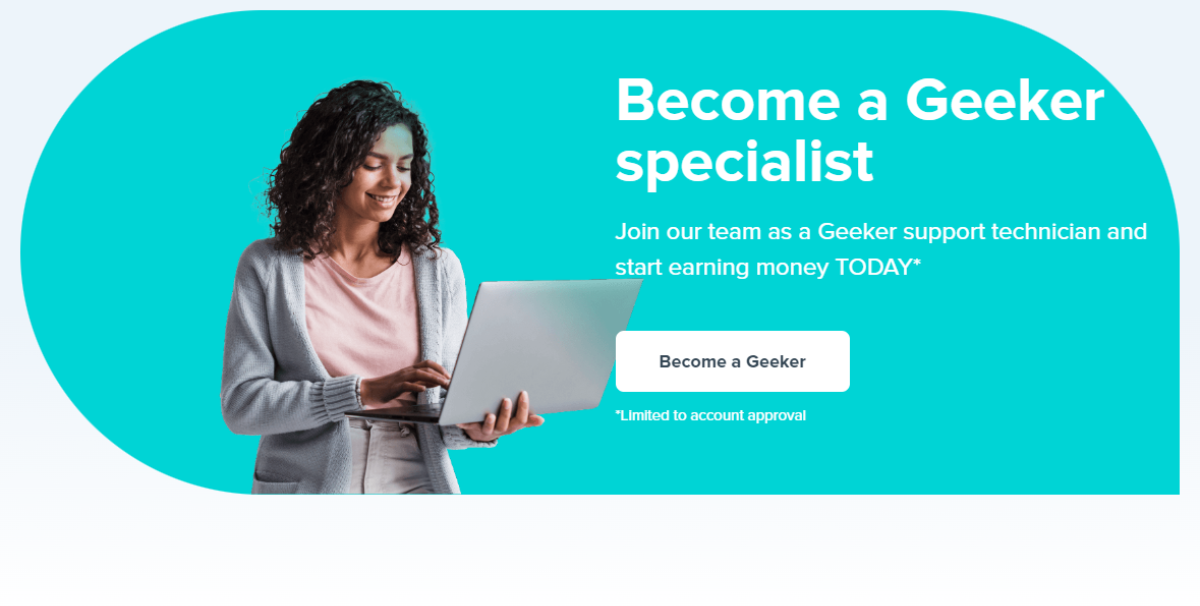 Become a Geeker
specialist
Join our team as a Geeker support technician and
start earning money TODAY*
Become a Geeker
*Limited to account approval